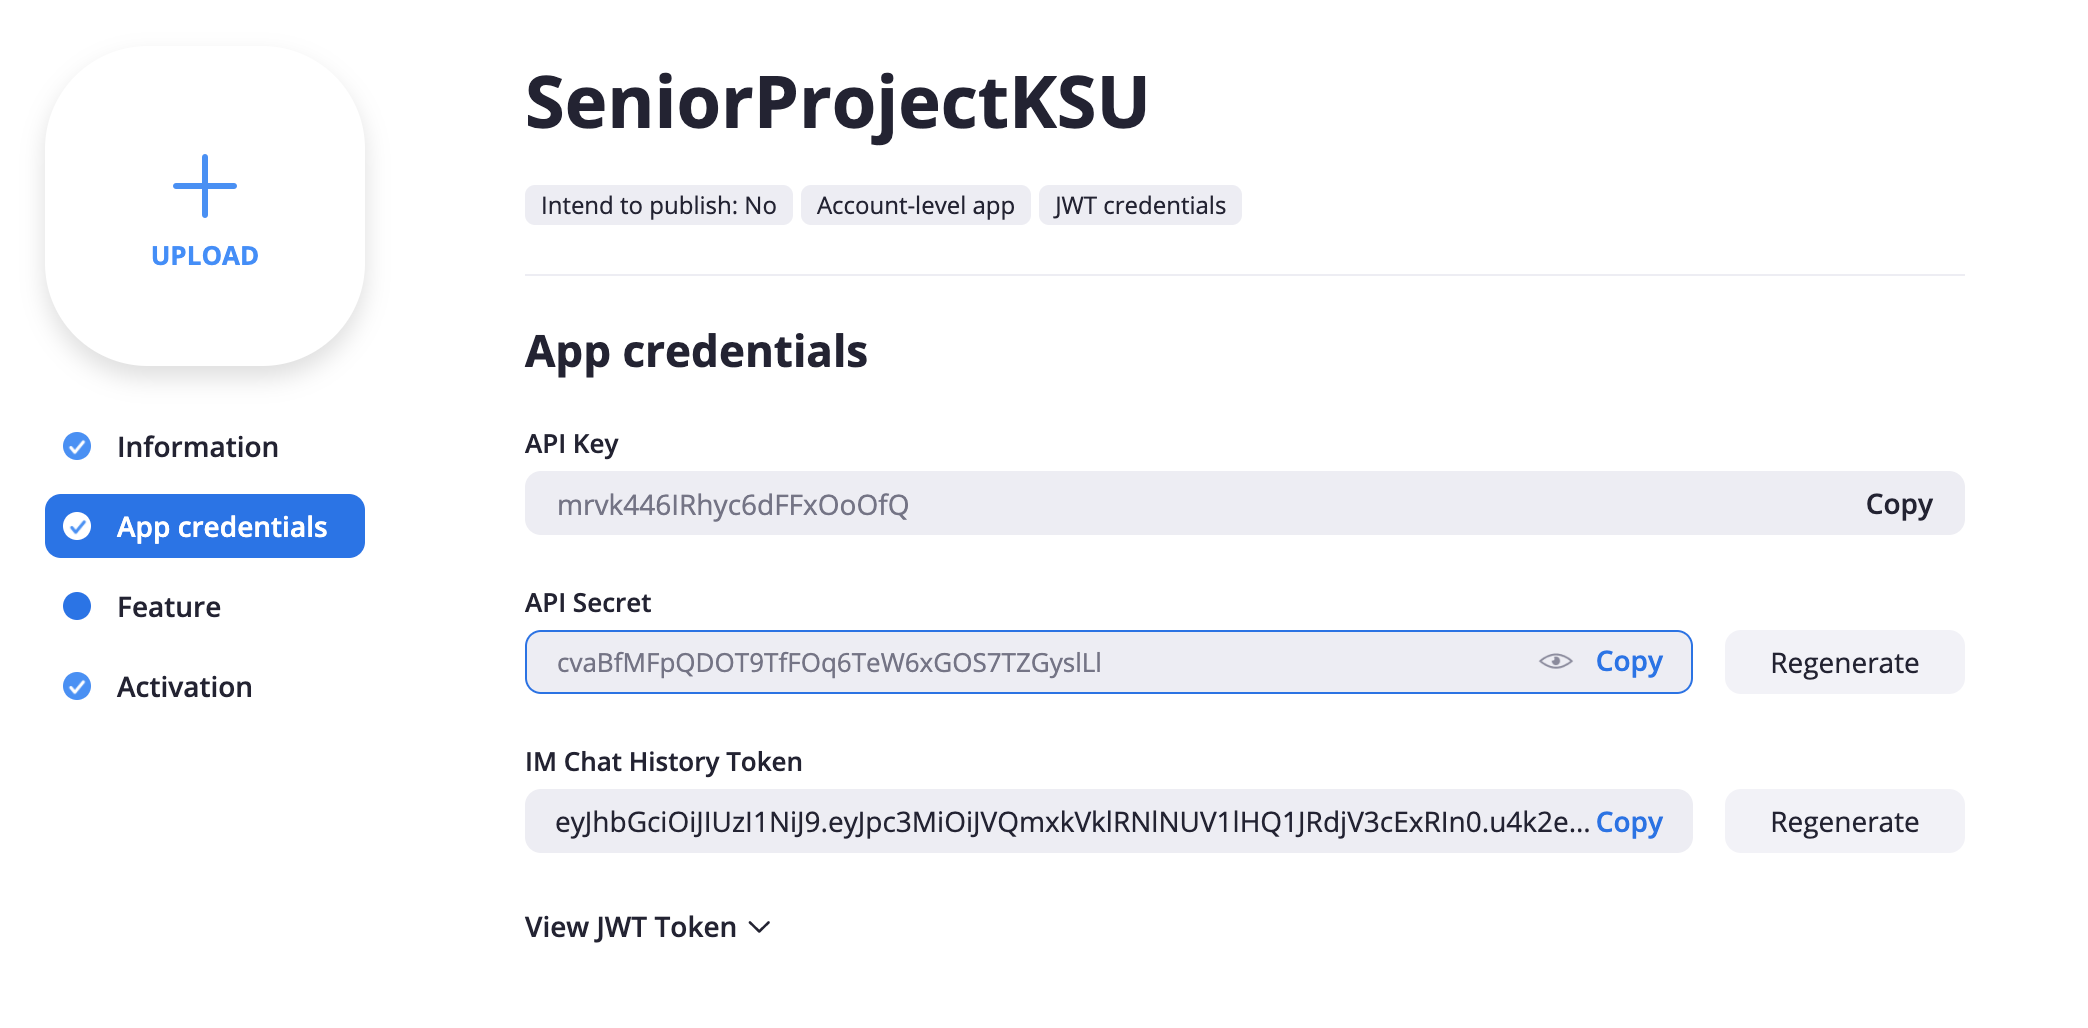 SeniorProjectKSU
Intend to publish: No
Account-level app
JWT credentials
UPLOAD
Information
App credentials
Feature
Activation
App credentials
API Key
mrvk446IRhyc6dFFxOoOfQ Copy
API Secret
cvaBfMFpQDOT9TfFOq6TeW6xGOS7TZGyslLl Copy Regenerate
IM Chat History Token
eyJhbGciOiJIUzI1NiJ9.eyJpc3MiOiJVQmxkVklRNlNUV1lHQ1JRdjV3cExRIn0.u4k2e... Copy Regenerate
View JWT Token